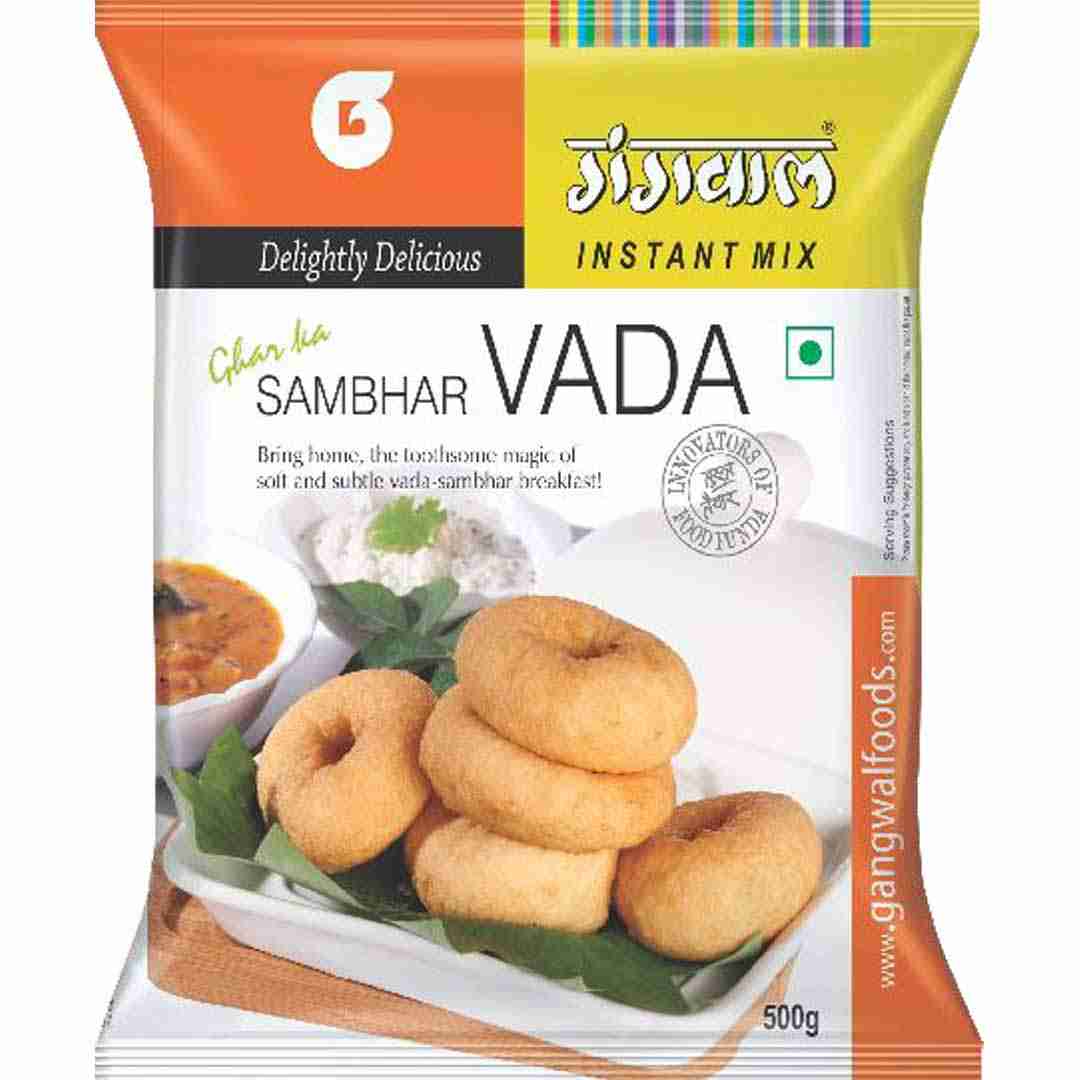 गंगवाल®
Delightly Delicious
INSTANT MIX
Ghar ka
SAMBHAR VADA
Bring home, the toothsome magic of
soft and subtle vada-sambhar breakfast!
INNOVATORS OF
FOOD FUNDA
Serving Suggestions
www.gangwalfoods.com
500g